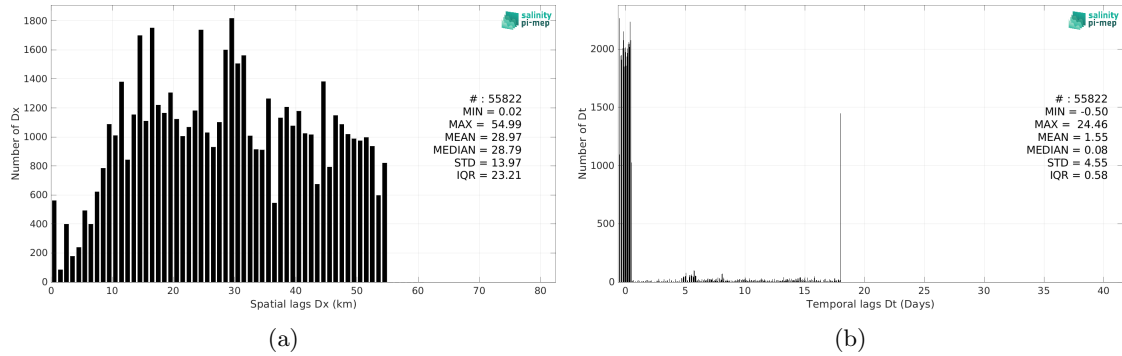 1800
1600
1400
1200
1000
800
600
400
200
0
Number of Dx
0 10 20 30 40 50 60 70 80
Spatial lags Dx (km)
salinity
pi-mep
# : 55822
MIN = 0.02
MAX = 54.99
MEAN = 28.97
MEDIAN = 28.79
STD = 13.97
IQR = 23.21
(a)
2000
1500
1000
500
0
Number of Dt
0 5 10 15 20 25 30 35 40
Temporal lags Dt (Days)
salinity
pi-mep
# : 55822
MIN = -0.50
MAX = 24.46
MEAN = 1.55
MEDIAN = 0.08
STD = 4.55
IQR = 0.58
(b)